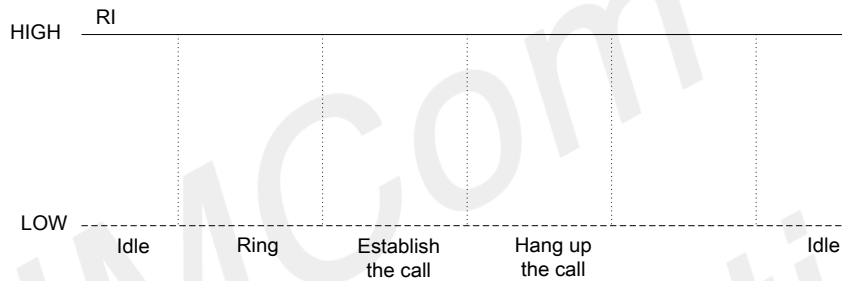 RI
HIGH
LOW
Idle
Ring
Establish
the call
Hang up
the call
Idle